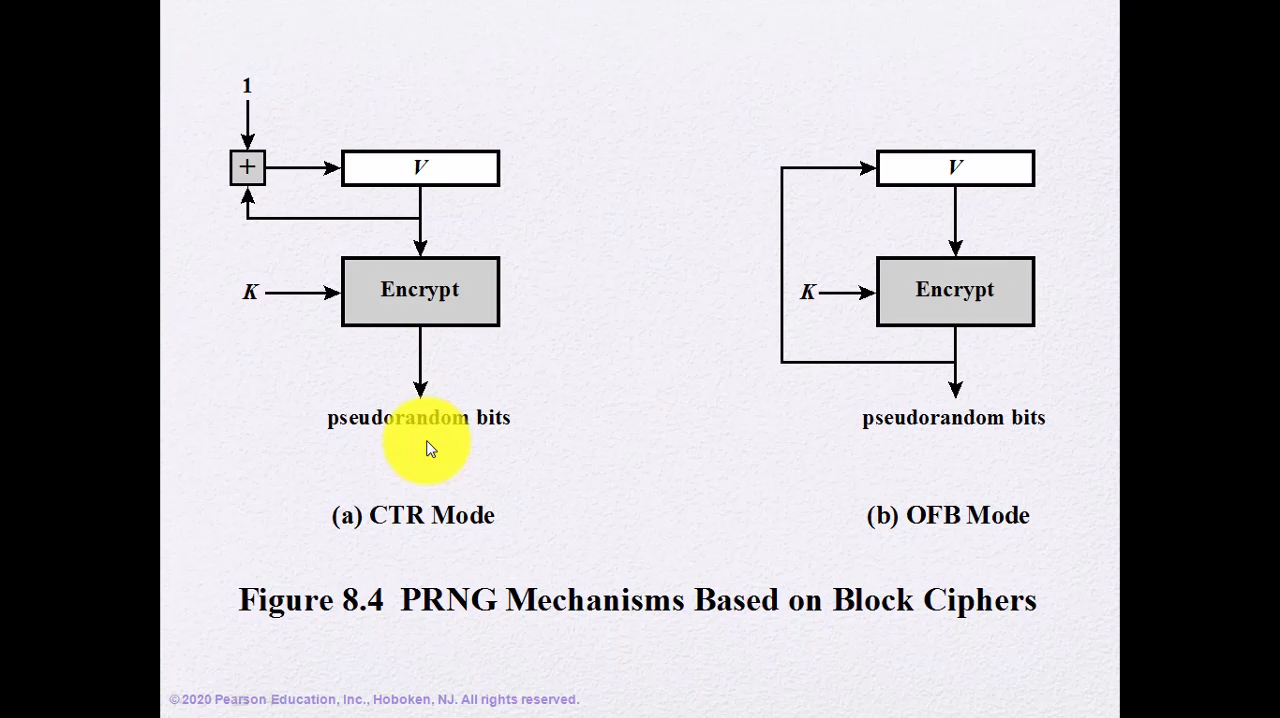 1
+
V
K
Encrypt
pseudorandom bits
(a) CTR Mode
V
K
Encrypt
pseudorandom bits
(b) OFB Mode
Figure 8.4 PRNG Mechanisms Based on Block Ciphers
©2020 Pearson Education, Inc., Hoboken, NJ. All rights reserved.